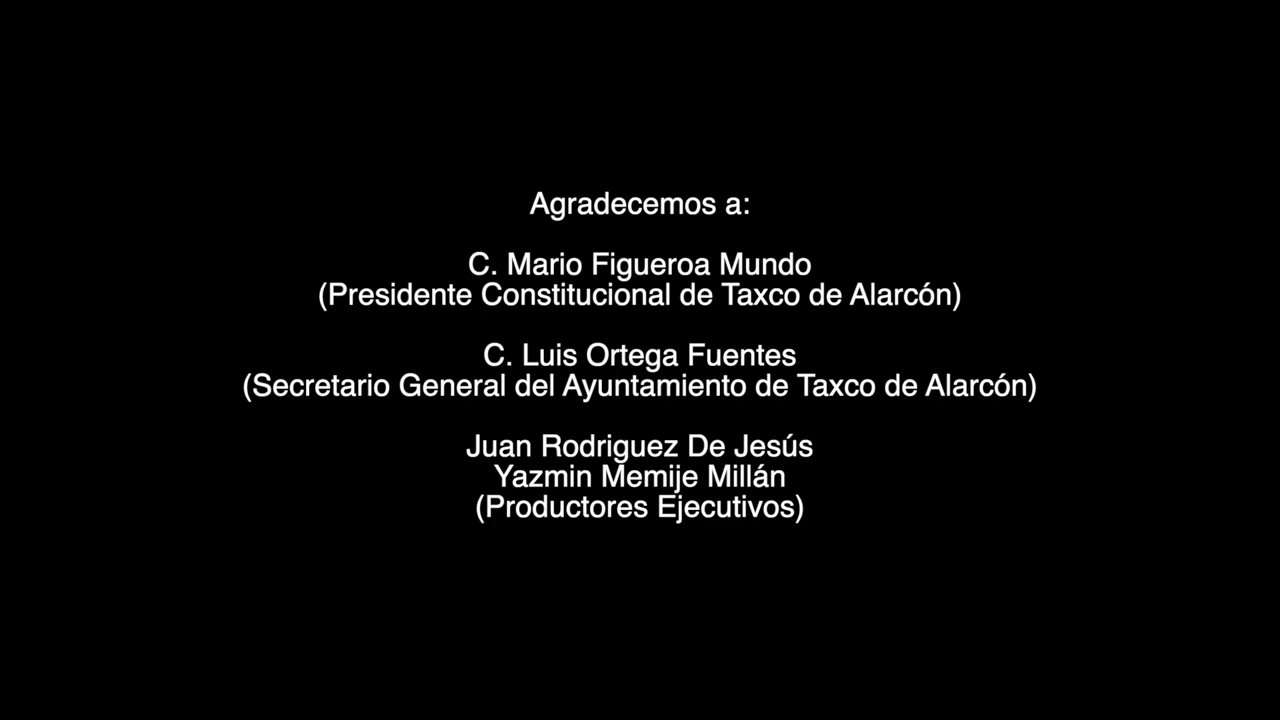 Agradecemos a:
C. Mario Figueroa Mundo
(Presidente Constitucional de Taxco de Alarcón)
C. Luis Ortega Fuentes
(Secretario General del Ayuntamiento de Taxco de Alarcón)
Juan Rodriguez De Jesús
Yazmin Memije Millán
(Productores Ejecutivos)